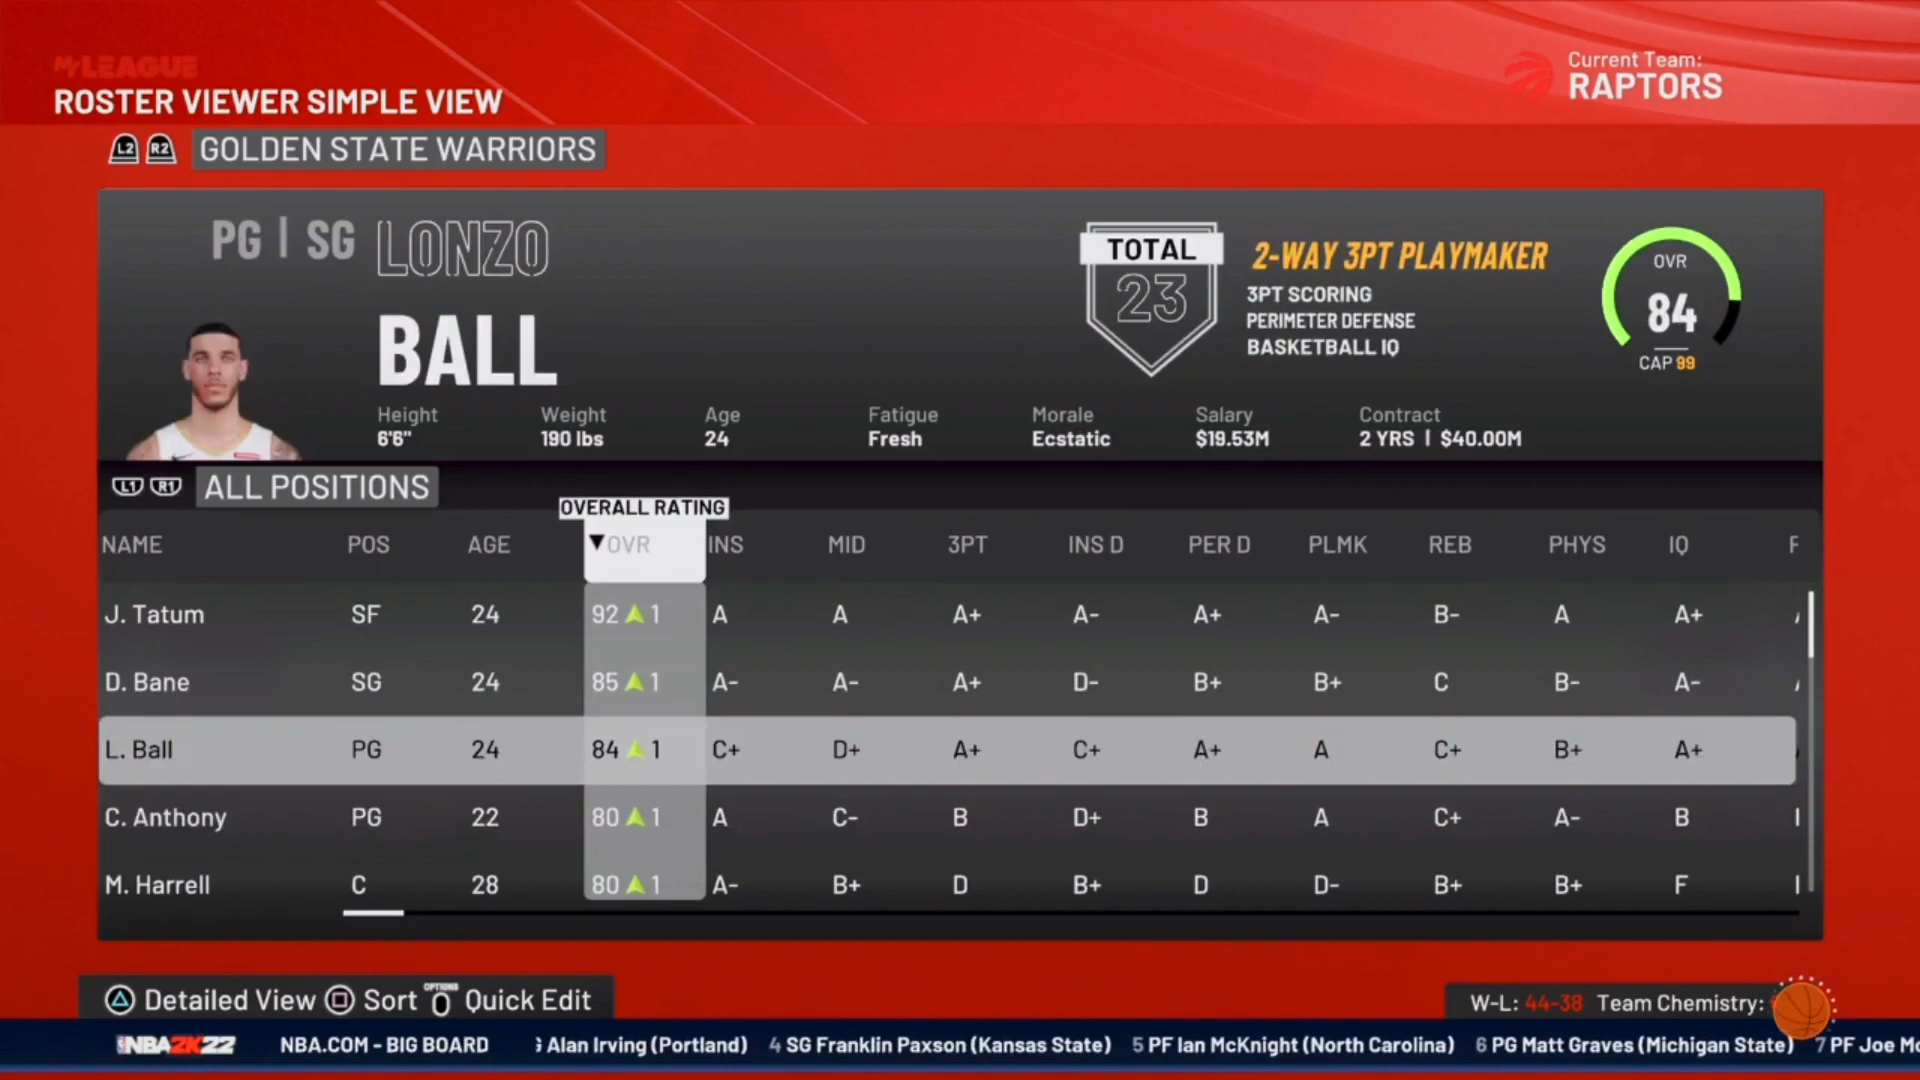 MyLEAGUE
ROSTER VIEWER SIMPLE VIEW
Current Team:
RAPTORS
L2 R2 GOLDEN STATE WARRIORS
PG | SG LONZO
BALL
TOTAL
23
2-WAY 3PT PLAYMAKER
3PT SCORING
PERIMETER DEFENSE
BASKETBALL IQ
OVR
84
CAP 99
Height Weight Age Fatigue Morale Salary Contract
6'6" 190 lbs 24 Fresh Ecstatic $19.53M 2 YRS | $40.00M
L1 R1 ALL POSITIONS
OVERALL RATING
NAME POS AGE ▼OVR INS MID 3PT INS D PER D PLMK REB PHYS IQ
J. Tatum SF 24 92 ▲ 1 A A A+ A- A+ A- B- A A+
D. Bane SG 24 85 ▲ 1 A- A- A+ D- B+ B+ C B- A-
L. Ball PG 24 84 ▲ 1 C+ D+ A+ C+ A+ A C+ B+ A+
C. Anthony PG 22 80 ▲ 1 A C- B D+ B A C+ A- B
M. Harrell C 28 80 ▲ 1 A- B+ D B+ D D- B+ B+ F
Detailed View Sort OPTIONS Quick Edit
W-L: 44-38 Team Chemistry:
NBA2K22 NBA.COM - BIG BOARD Alan Irving (Portland) 4 SG Franklin Paxson (Kansas State) 5 PF Ian McKnight (North Carolina) 6 PG Matt Graves (Michigan State) 7 PF Joe